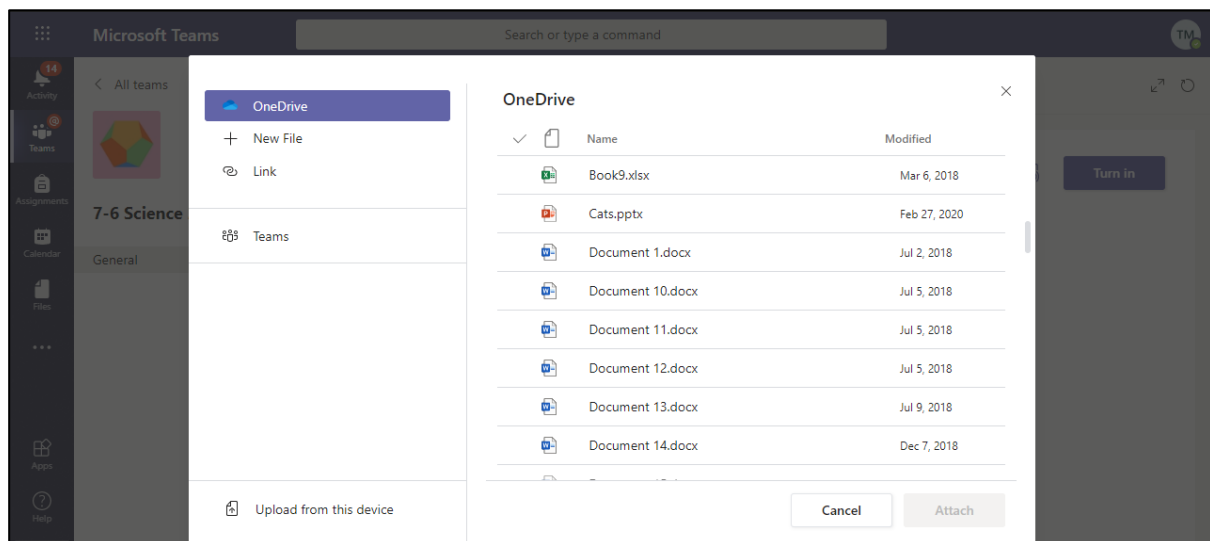 Microsoft Teams
Search or type a command
TM
14
Activity
All teams
Teams
Assignments
7-6 Science
Calendar
General
Files
Apps
Help
Turn in
OneDrive
New File
Link
Teams
Upload from this device
OneDrive
Name Modified
Book9.xlsx Mar 6, 2018
Cats.pptx Feb 27, 2020
Document 1.docx Jul 2, 2018
Document 10.docx Jul 5, 2018
Document 11.docx Jul 5, 2018
Document 12.docx Jul 5, 2018
Document 13.docx Jul 9, 2018
Document 14.docx Dec 7, 2018
Cancel Attach